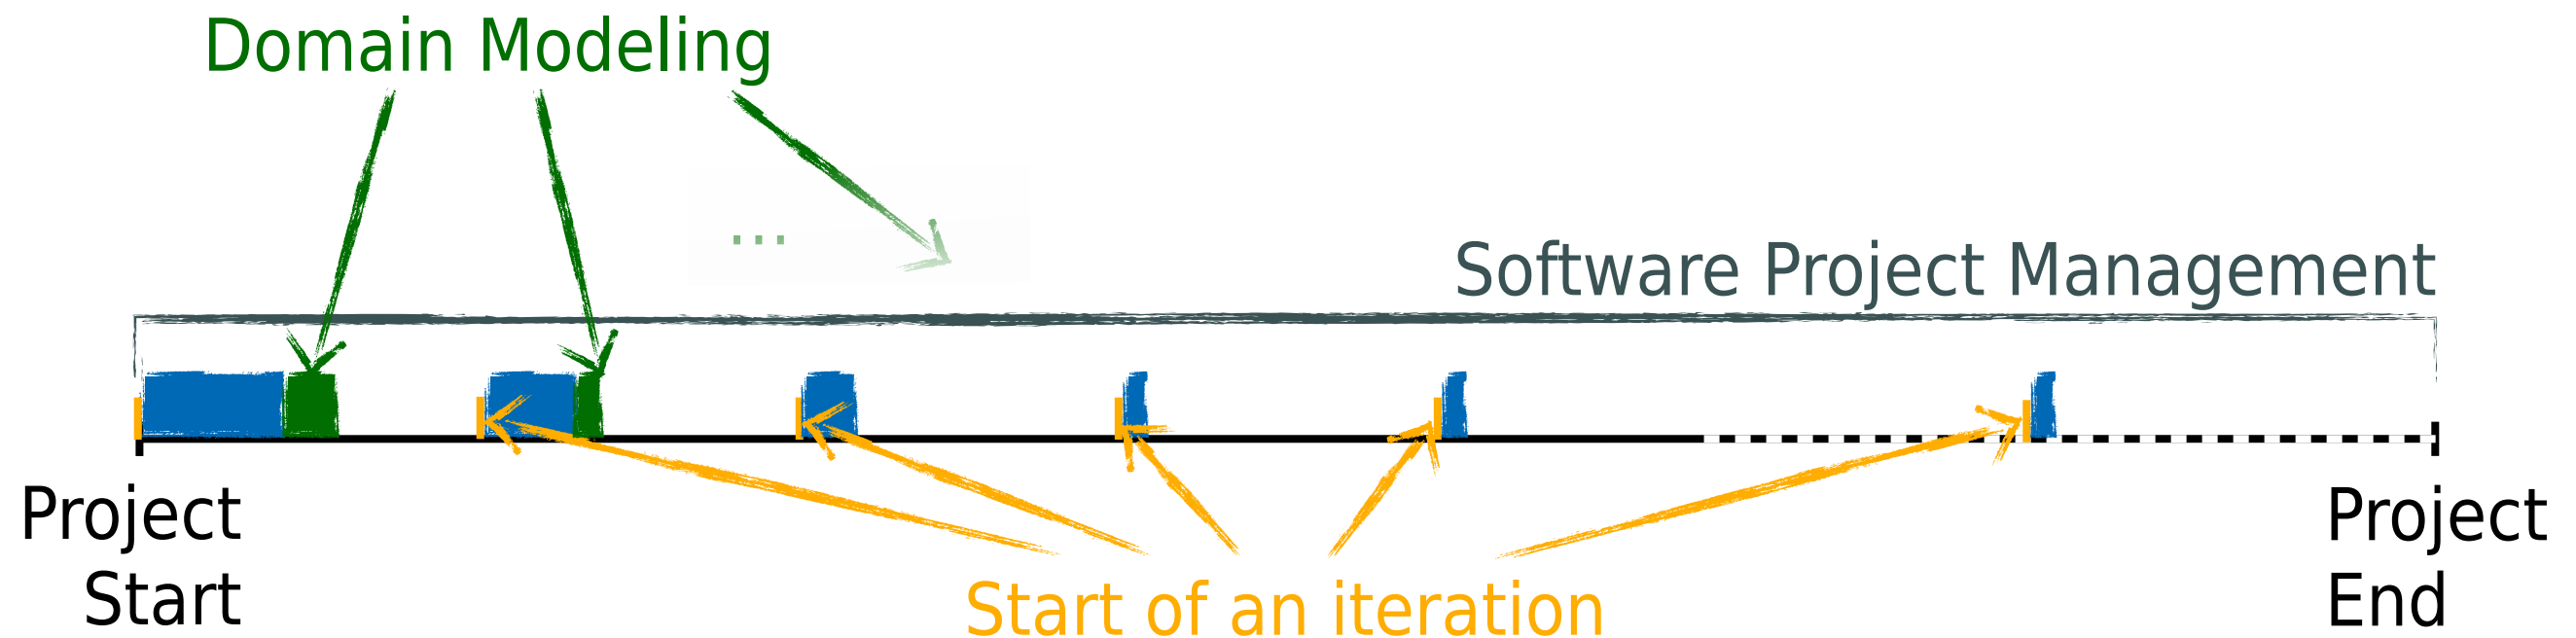 Domain Modeling
...
Software Project Management
Project
Start
Project
End
Start of an iteration